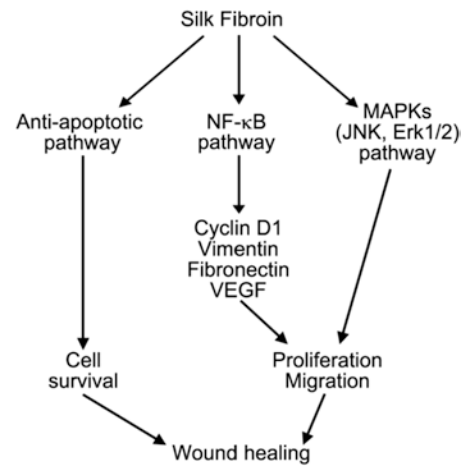 Silk Fibroin
Anti-apoptotic
pathway
NF-κB
pathway
MAPKs
(JNK, Erk1/2)
pathway
Cyclin D1
Vimentin
Fibronectin
VEGF
Cell
survival
Proliferation
Migration
Wound healing